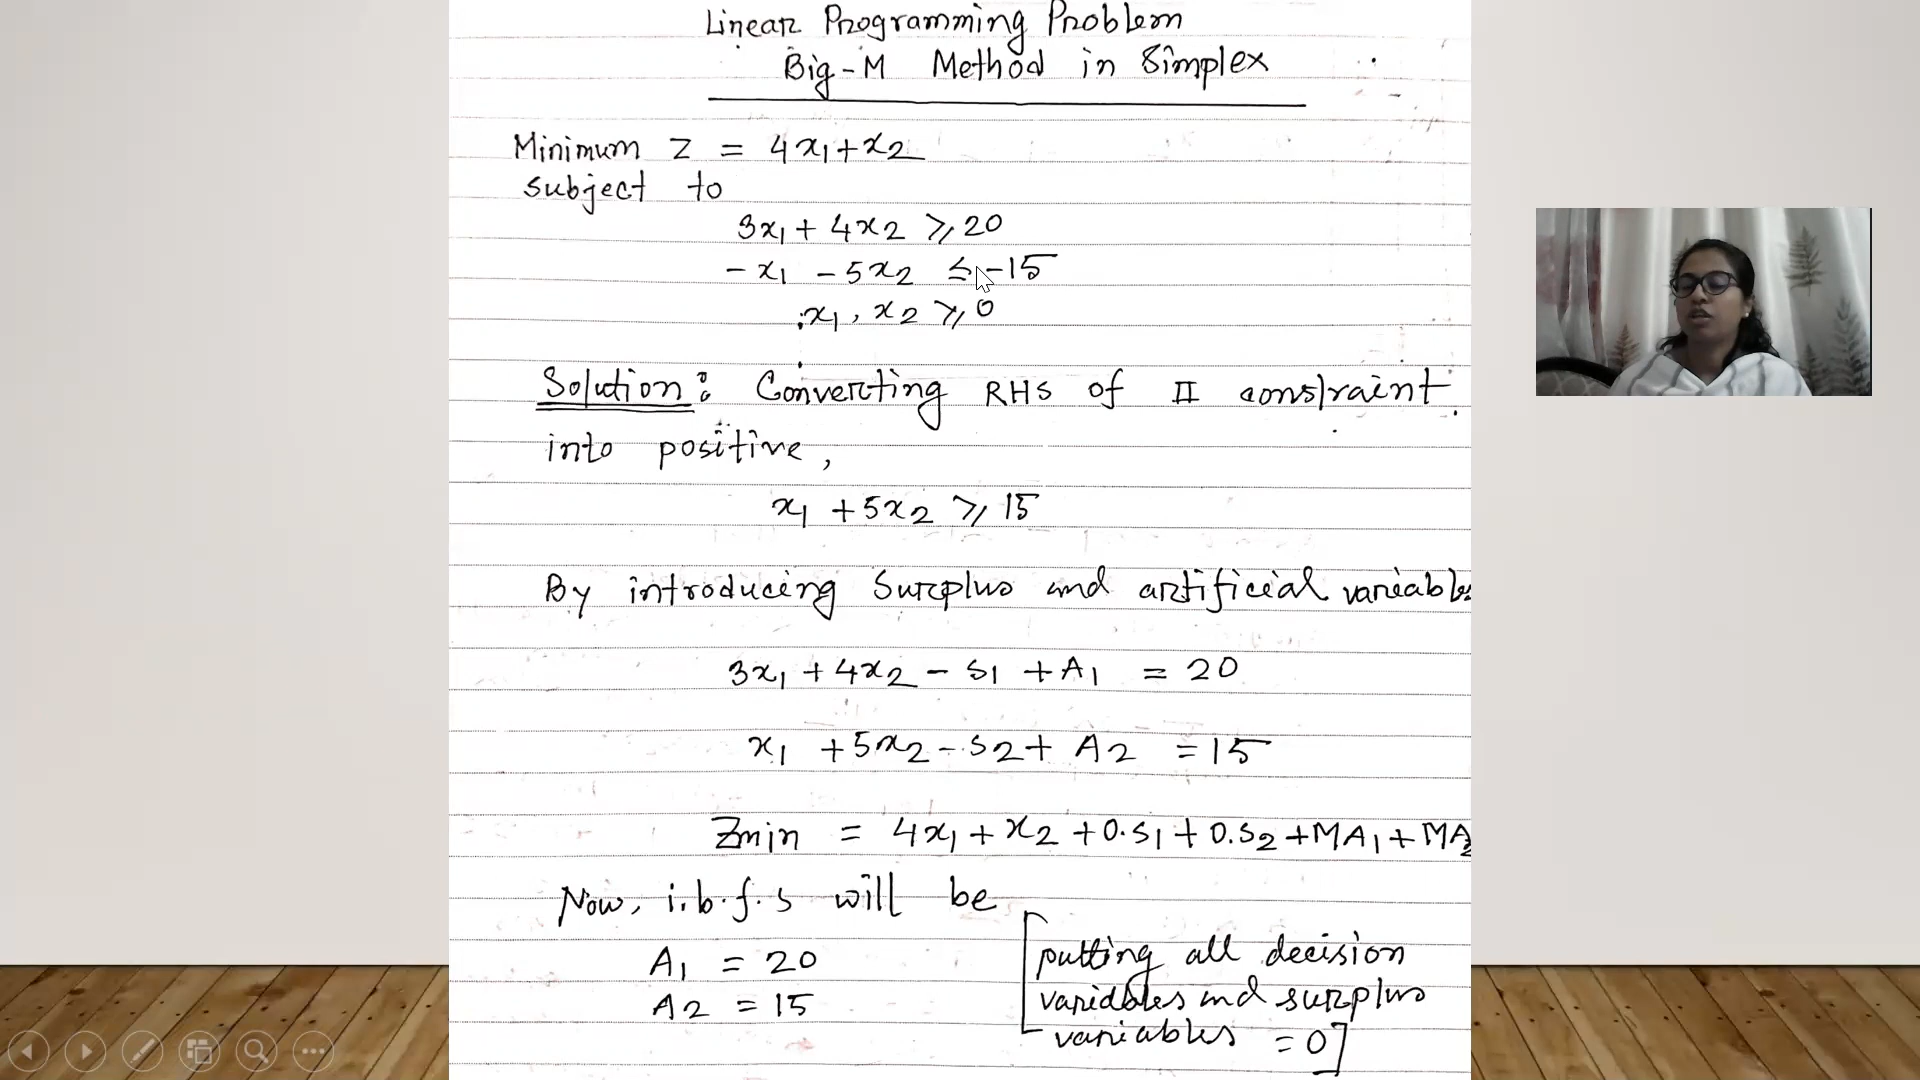 Linear Programming Problem
Big-M Method in Simplex
Minimum Z = 4x₁+x₂
subject to
3x₁+ 4x₂ ≥ 20
-x₁ -5x₂ ≤ -15
x₁, x₂ ≥ 0
Solution: Converting RHS of II constraint
into positive,
x₁ +5x₂ ≥ 15
By introducing Surplus and artificial variables
3x₁+4x₂-S₁ +A₁ = 20
x₁ +5x₂-S₂+ A₂ =15
Zmin = 4x₁+x₂+0.S₁+0.S₂+MA₁+MA₂
Now, i.b.f.s will be
A₁ = 20
A₂ = 15
[putting all decision
variables and surplus
variables = 0]